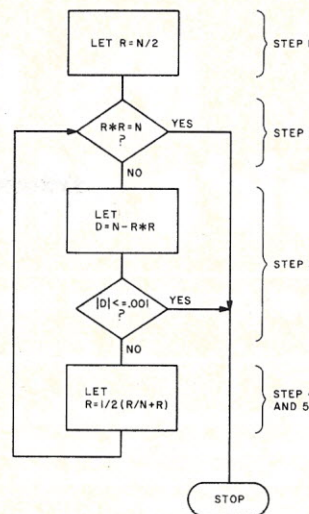 LET R=N/2
STEP
R*R=N
?
YES
STEP
NO
LET
D=N-R*R
STEP
|D|<=.001
?
YES
NO
LET
R=1/2(R/N+R)
STEP
AND 5
STOP